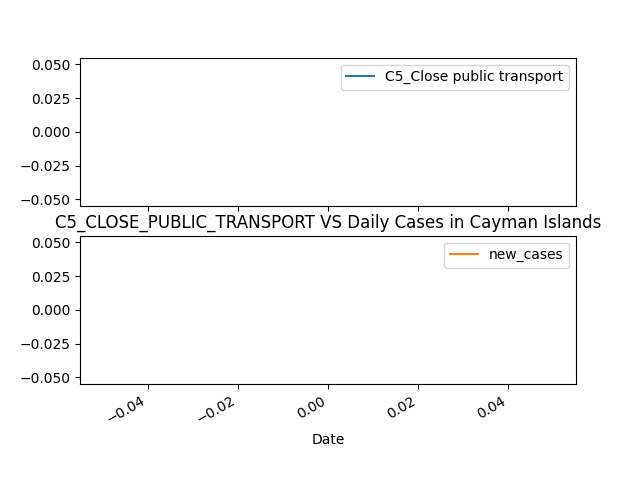 0.050
C5_Close public transport
0.025
0.000
−0.025
−0.050
C5_CLOSE_PUBLIC_TRANSPORT VS Daily Cases in Cayman Islands
0.050
new_cases
0.025
0.000
−0.025
−0.050
−0.04 −0.02 0.00 0.02 0.04
Date